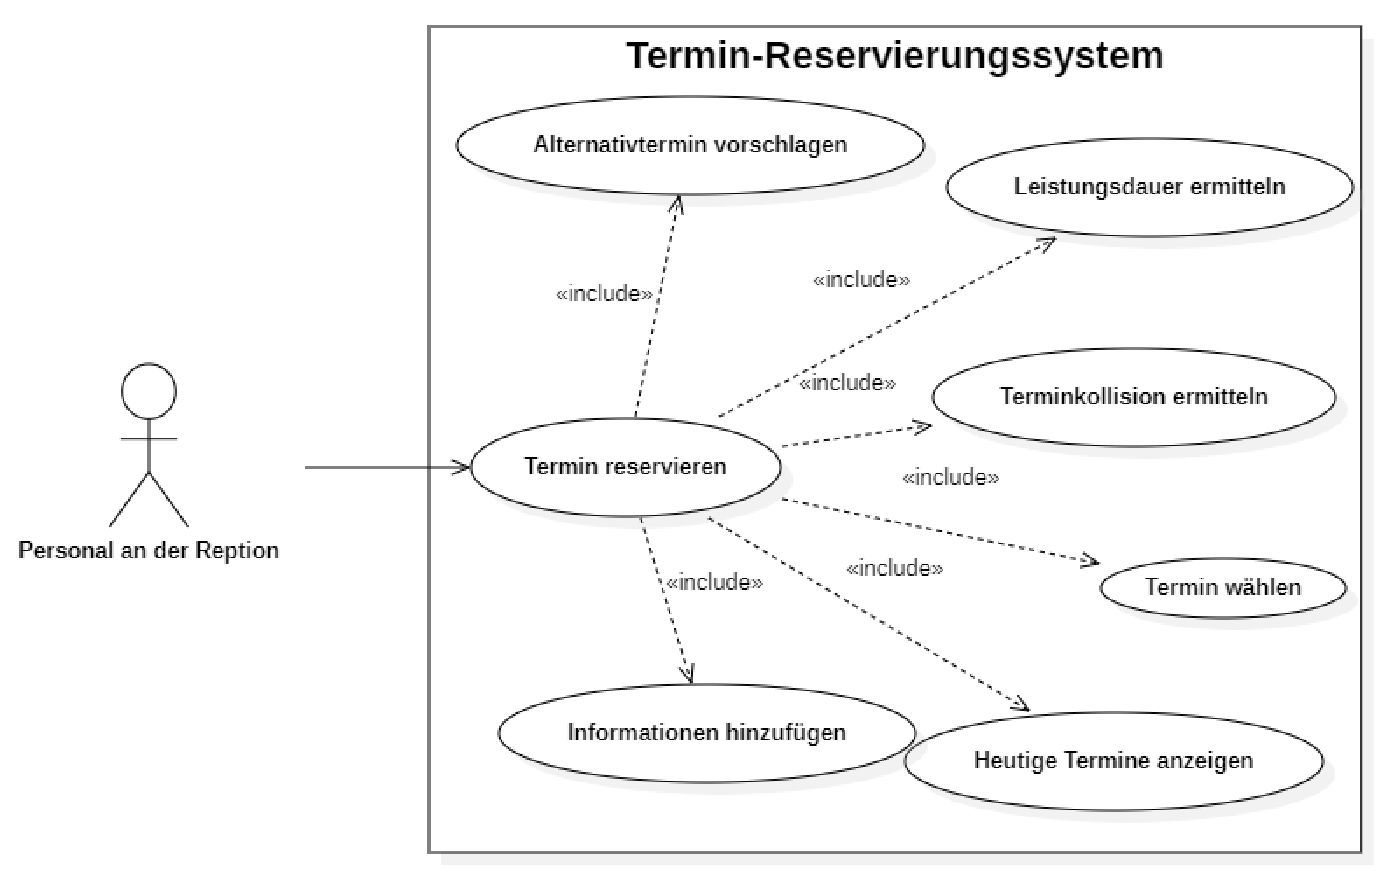 Termin-Reservierungssystem
Alternativtermin vorschlagen
Leistungsdauer ermitteln
«include»
«include»
«include»
Terminkollision ermitteln
Termin reservieren
«include»
Personal an der Reption
«include»
«include»
Termin wählen
Informationen hinzufügen
Heutige Termine anzeigen